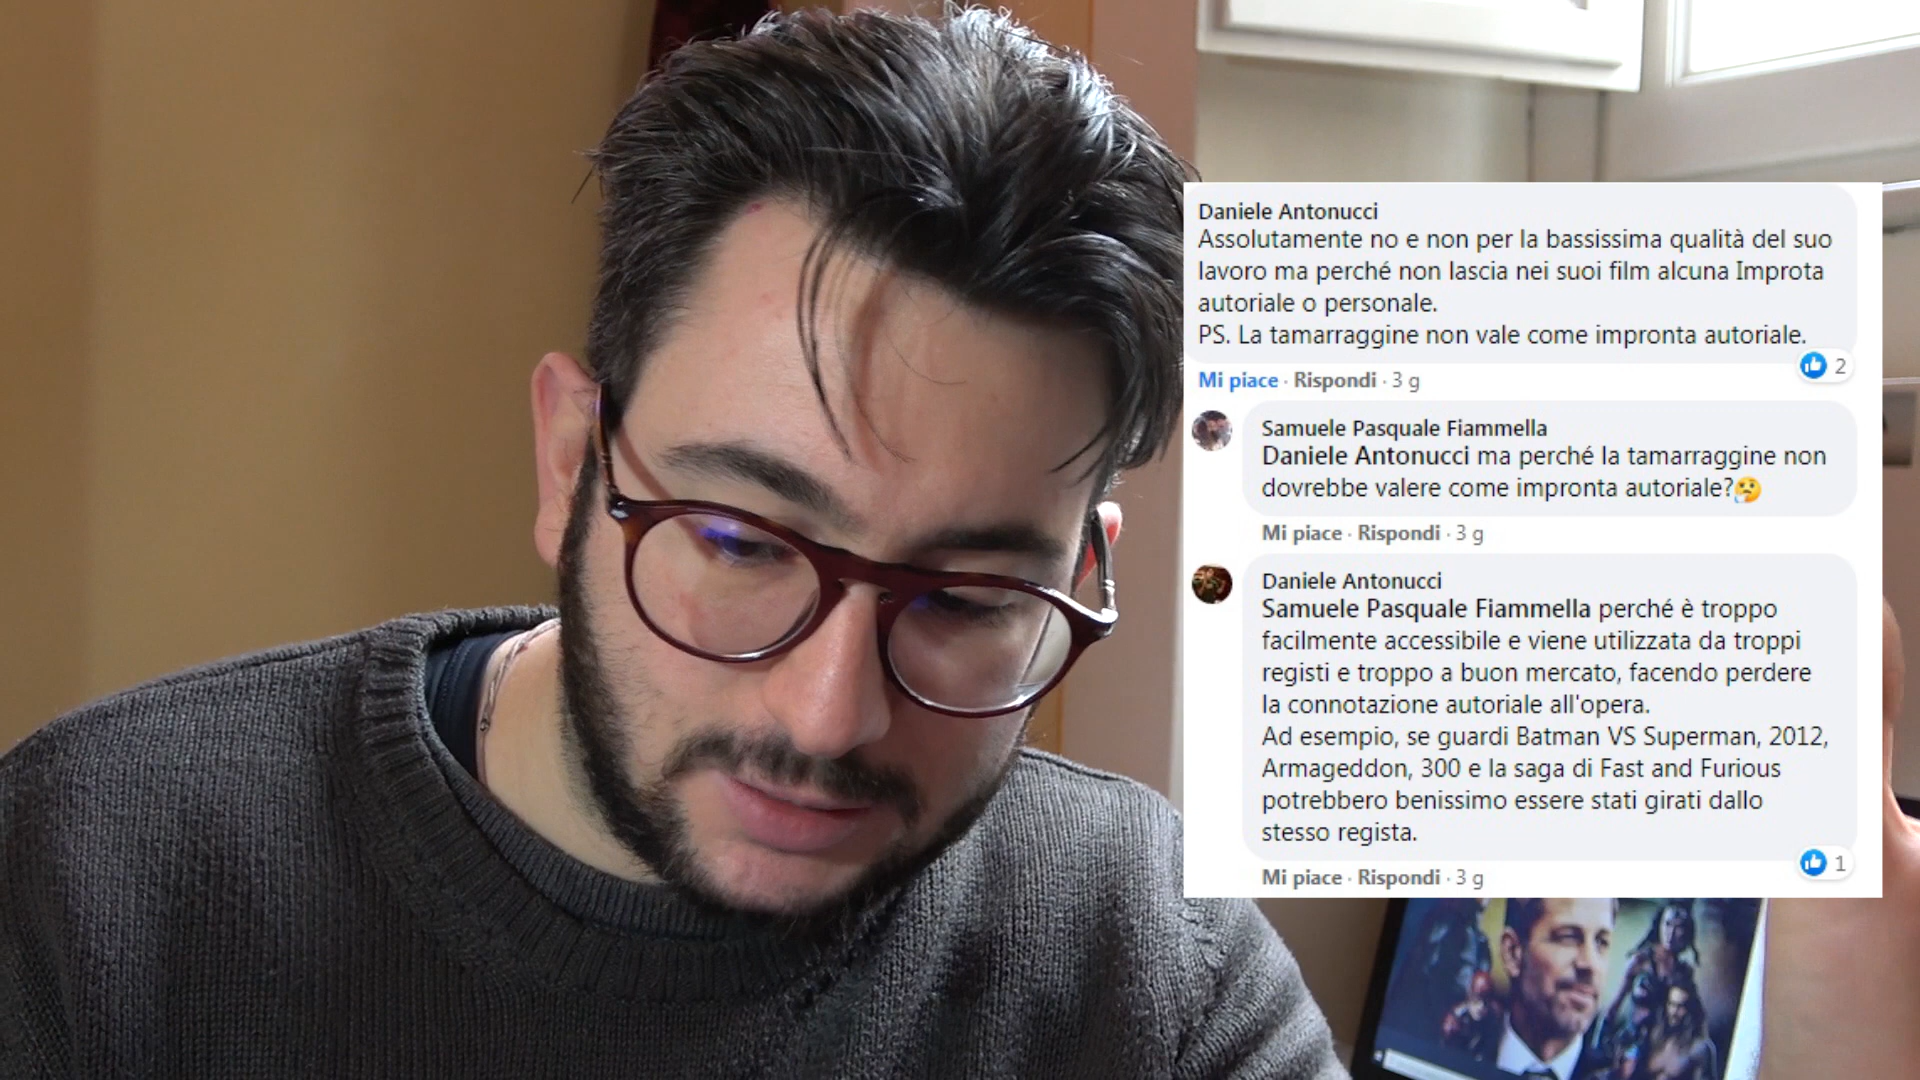 Daniele Antonucci
Assolutamente no e non per la bassissima qualità del suo
lavoro ma perché non lascia nei suoi film alcuna Improta
autoriale o personale.
PS. La tamarraggine non vale come impronta autoriale.
2
Mi piace · Rispondi · 3 g
Samuele Pasquale Fiammella
Daniele Antonucci ma perché la tamarraggine non
dovrebbe valere come impronta autoriale?🤔
Mi piace · Rispondi · 3 g
Daniele Antonucci
Samuele Pasquale Fiammella perché è troppo
facilmente accessibile e viene utilizzata da troppi
registi e troppo a buon mercato, facendo perdere
la connotazione autoriale all'opera.
Ad esempio, se guardi Batman VS Superman, 2012,
Armageddon, 300 e la saga di Fast and Furious
potrebbero benissimo essere stati girati dallo
stesso regista.
1
Mi piace · Rispondi · 3 g